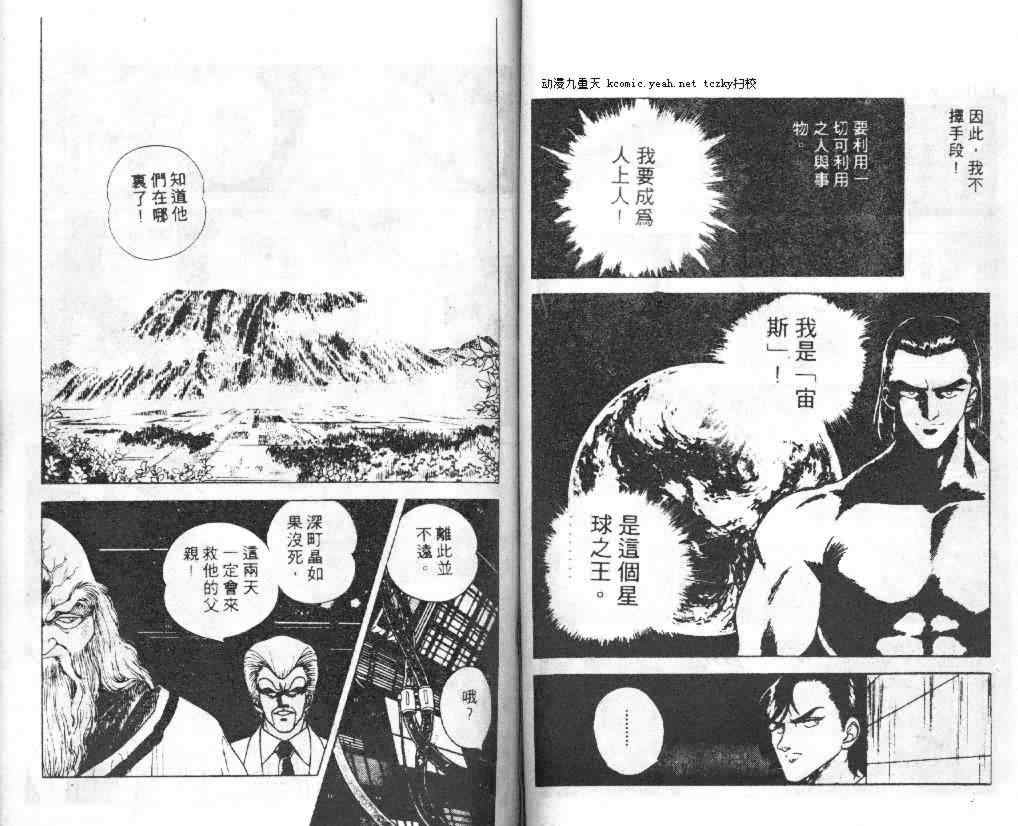 动漫九重天 kcomic.yeah.net tczky扫校
因此，我不
擇手段！
要利用一
切可利用
之人與事
物。
我要成爲
人上人！
我是「宙
斯」！
是這個星
球之王。
………
………
知道他
們在哪
裏了！
離此並
不遠。
哦？
深町晶如
果沒死，
這兩天
一定會來
救他的父
親！